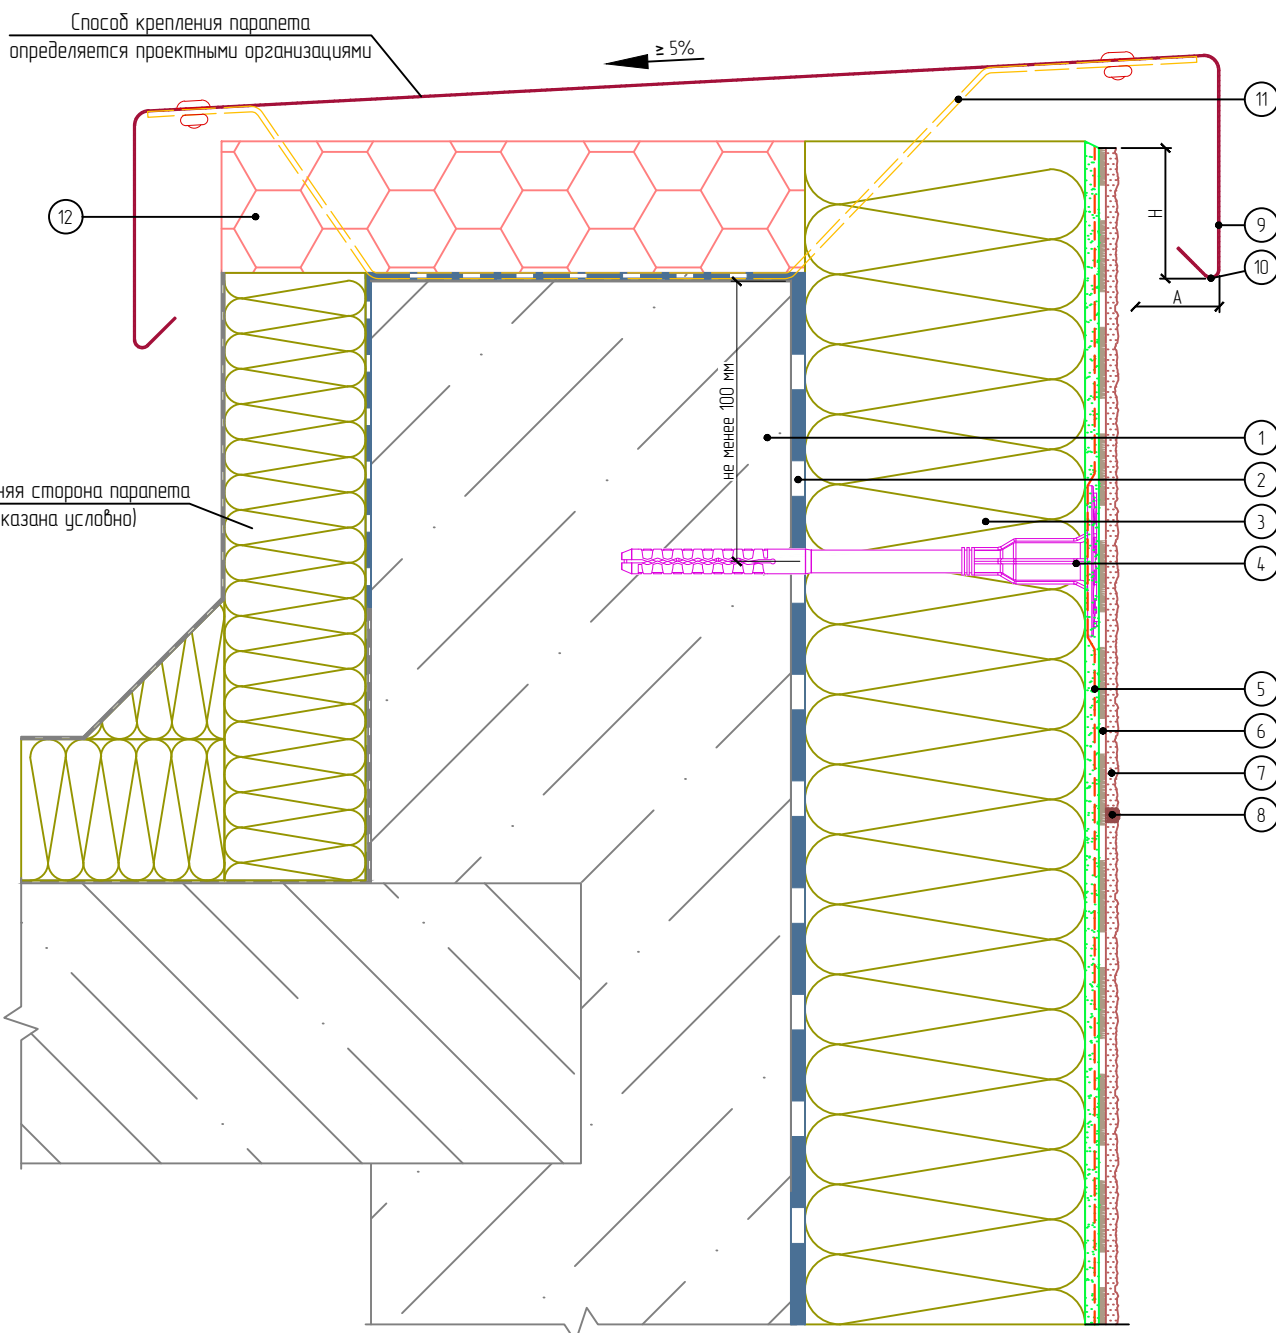 Способ крепления парапета
определяется проектными организациями
≥ 5%
11
12
H
9
10
A
не менее 100 мм
1
2
няя сторона парапета
казана условно)
3
4
5
6
7
8